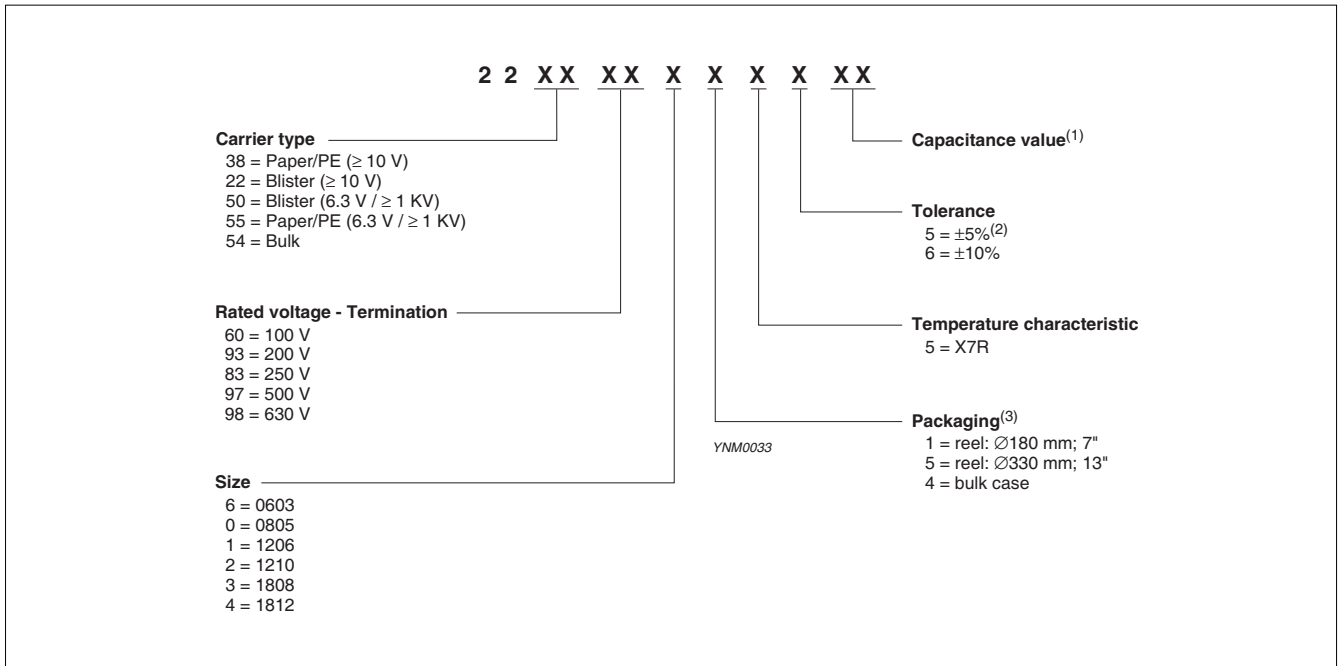 2 2 X X X X X X X X X X
Carrier type
38 = Paper/PE (≥ 10 V)
22 = Blister (≥ 10 V)
50 = Blister (6.3 V / ≥ 1 KV)
55 = Paper/PE (6.3 V / ≥ 1 KV)
54 = Bulk
Rated voltage - Termination
60 = 100 V
93 = 200 V
83 = 250 V
97 = 500 V
98 = 630 V
Size
6 = 0603
0 = 0805
1 = 1206
2 = 1210
3 = 1808
4 = 1812
Capacitance value(1)
Tolerance
5 = ±5%(2)
6 = ±10%
Temperature characteristic
5 = X7R
Packaging(3)
1 = reel: ∅180 mm; 7"
5 = reel: ∅330 mm; 13"
4 = bulk case
YNM0033